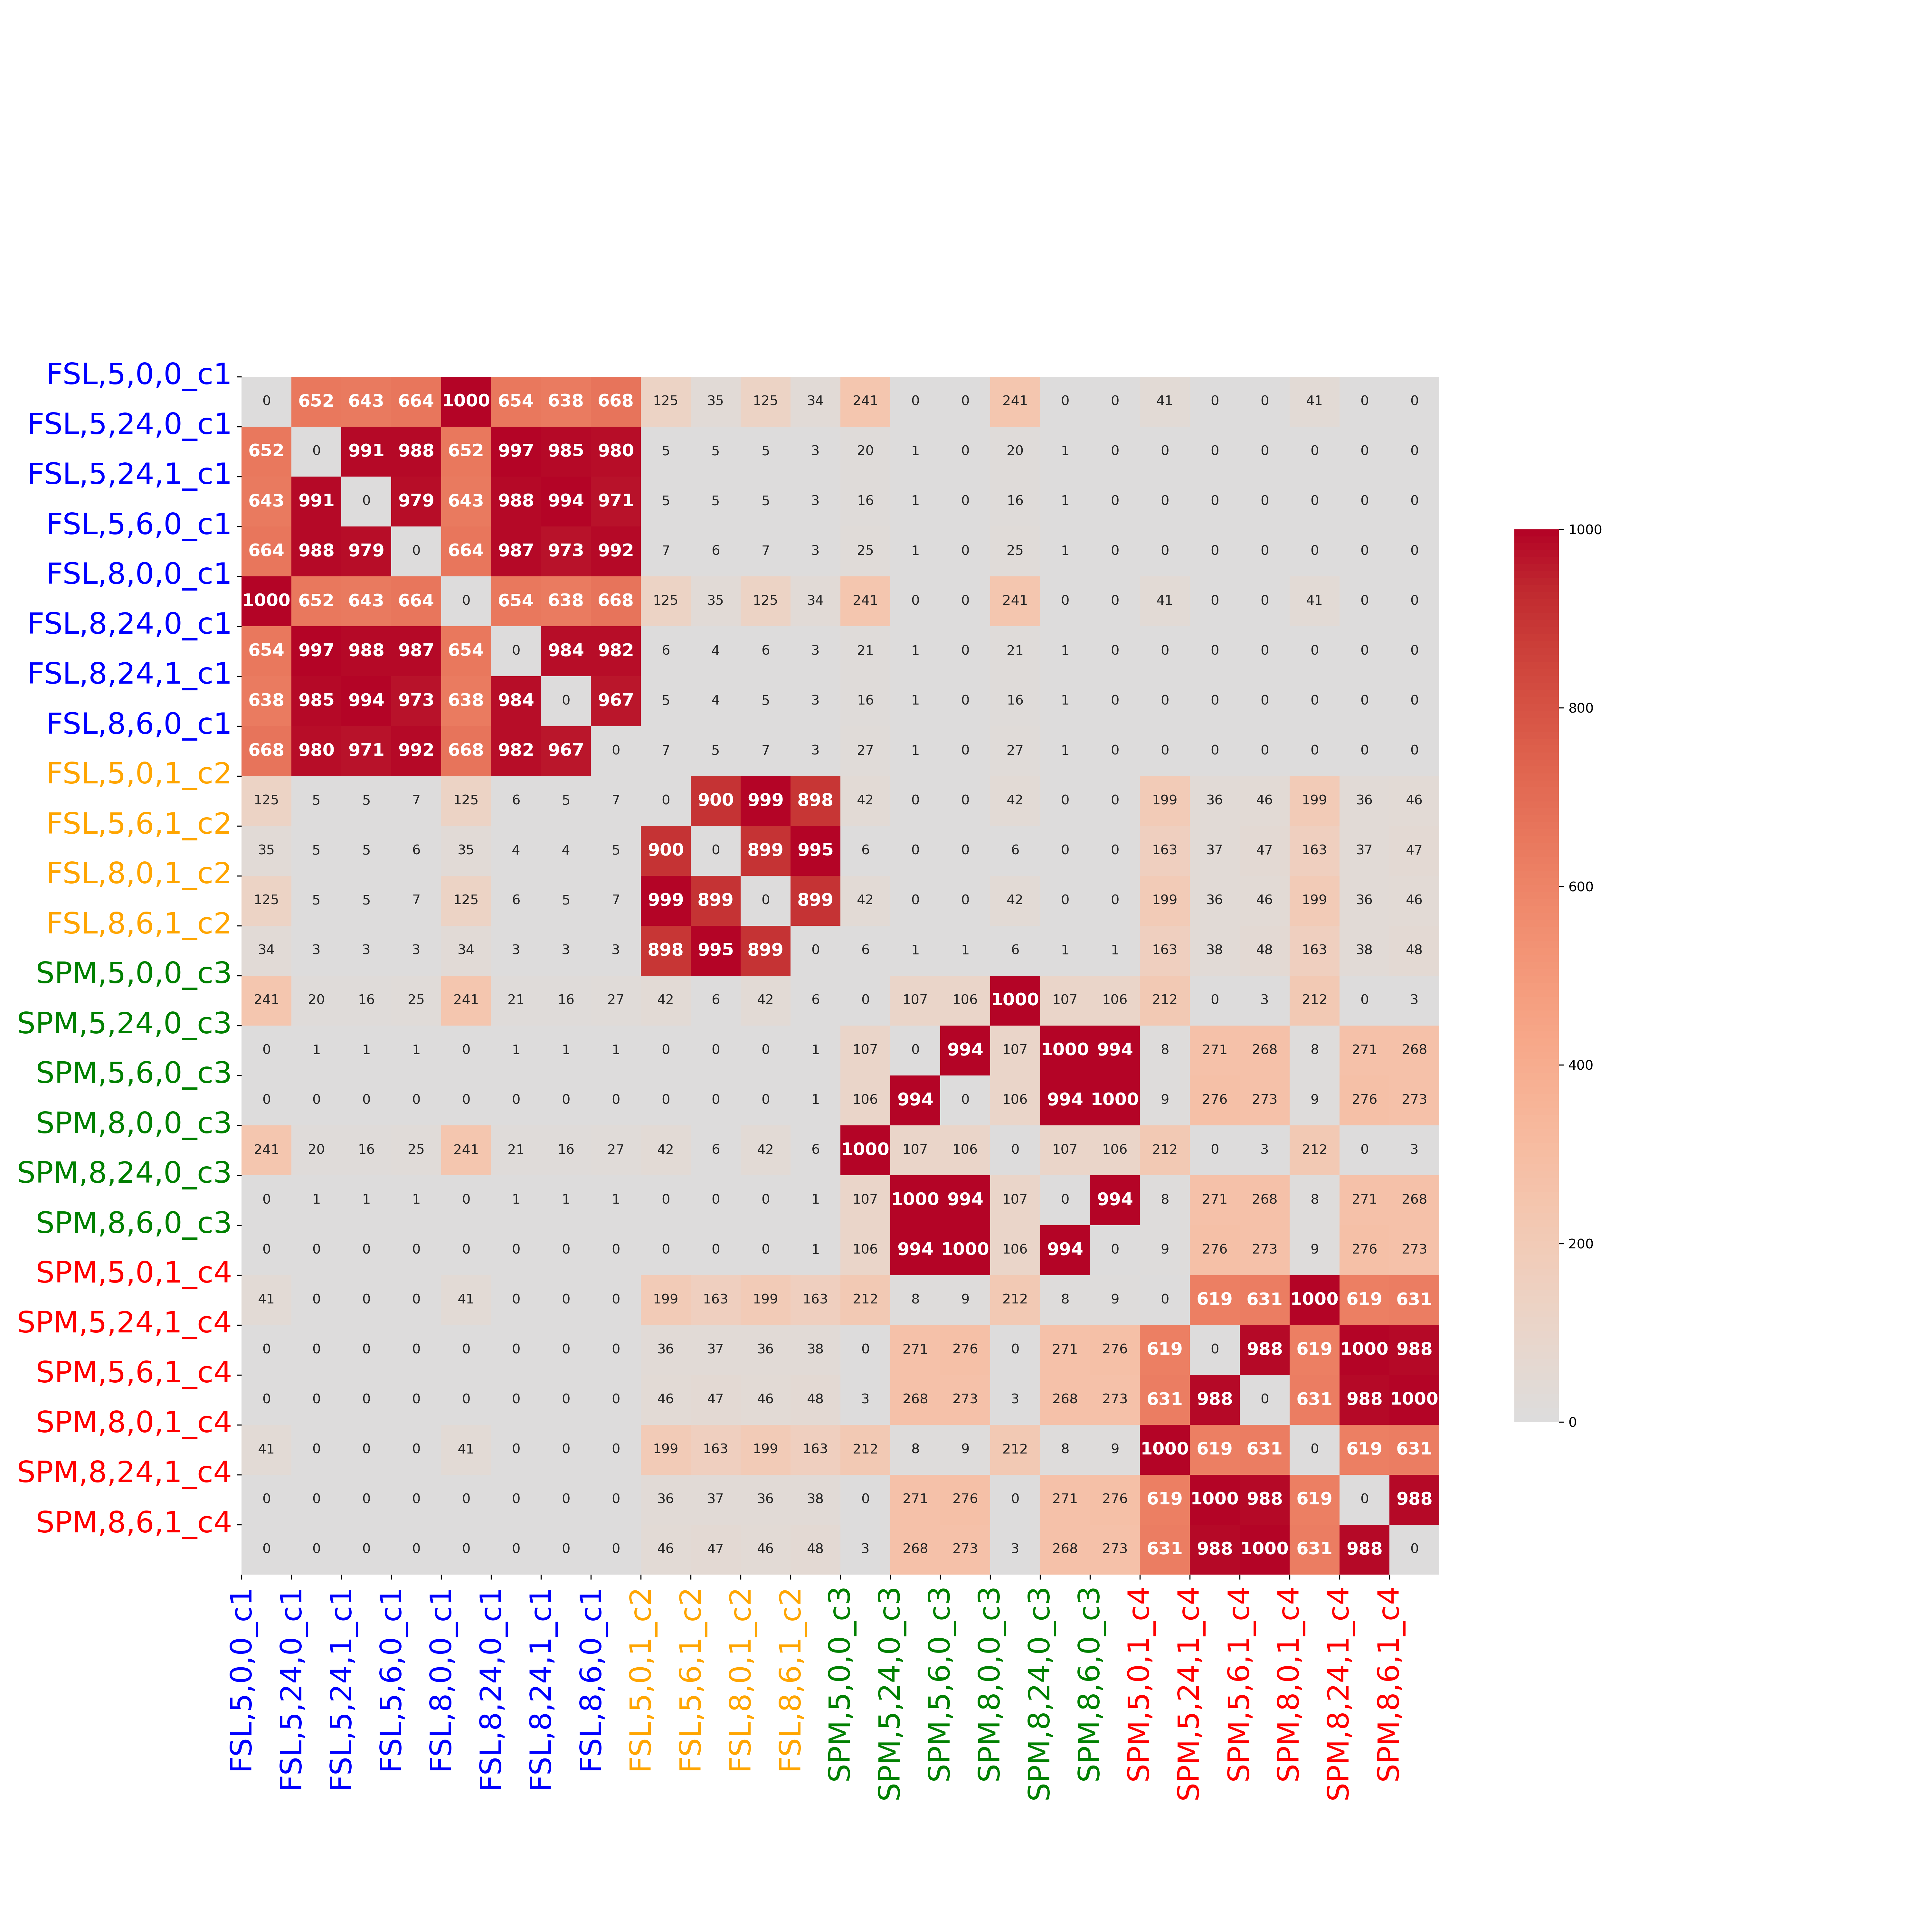 FSL,5,0,0_c1 0 652 643 664 1000 654 638 668 125 35 125 34 241 0 0 241 0 0 41 0 0 41 0 0
FSL,5,24,0_c1 652 0 991 988 652 997 985 980 5 5 5 3 20 1 0 20 1 0 0 0 0 0 0 0
FSL,5,24,1_c1 643 991 0 979 643 988 994 971 5 5 5 3 16 1 0 16 1 0 0 0 0 0 0 0
FSL,5,6,0_c1 664 988 979 0 664 987 973 992 7 6 7 3 25 1 0 25 1 0 0 0 0 0 0 0
FSL,8,0,0_c1 1000 652 643 664 0 654 638 668 125 35 125 34 241 0 0 241 0 0 41 0 0 41 0 0
FSL,8,24,0_c1 654 997 988 987 654 0 984 982 6 4 6 3 21 1 0 21 1 0 0 0 0 0 0 0
FSL,8,24,1_c1 638 985 994 973 638 984 0 967 5 4 5 3 16 1 0 16 1 0 0 0 0 0 0 0
FSL,8,6,0_c1 668 980 971 992 668 982 967 0 7 5 7 3 27 1 0 27 1 0 0 0 0 0 0 0
FSL,5,0,1_c2 125 5 5 7 125 6 5 7 0 900 999 898 42 0 0 42 0 0 199 36 46 199 36 46
FSL,5,6,1_c2 35 5 5 6 35 4 4 5 900 0 899 995 6 0 0 6 0 0 163 37 47 163 37 47
FSL,8,0,1_c2 125 5 5 7 125 6 5 7 999 899 0 899 42 0 0 42 0 0 199 36 46 199 36 46
FSL,8,6,1_c2 34 3 3 3 34 3 3 3 898 995 899 0 6 1 1 6 1 1 163 38 48 163 38 48
SPM,5,0,0_c3 241 20 16 25 241 21 16 27 42 6 42 6 0 107 106 1000 107 106 212 0 3 212 0 3
SPM,5,24,0_c3 0 1 1 1 0 1 1 1 0 0 0 1 107 0 994 107 1000 994 8 271 268 8 271 268
SPM,5,6,0_c3 0 0 0 0 0 0 0 0 0 0 0 1 106 994 0 106 994 1000 9 276 273 9 276 273
SPM,8,0,0_c3 241 20 16 25 241 21 16 27 42 6 42 6 1000 107 106 0 107 106 212 0 3 212 0 3
SPM,8,24,0_c3 0 1 1 1 0 1 1 1 0 0 0 1 107 1000 994 107 0 994 8 271 268 8 271 268
SPM,8,6,0_c3 0 0 0 0 0 0 0 0 0 0 0 1 106 994 1000 106 994 0 9 276 273 9 276 273
SPM,5,0,1_c4 41 0 0 0 41 0 0 0 199 163 199 163 212 8 9 212 8 9 0 619 631 1000 619 631
SPM,5,24,1_c4 0 0 0 0 0 0 0 0 36 37 36 38 0 271 276 0 271 276 619 0 988 619 1000 988
SPM,5,6,1_c4 0 0 0 0 0 0 0 0 46 47 46 48 3 268 273 3 268 273 631 988 0 631 988 1000
SPM,8,0,1_c4 41 0 0 0 41 0 0 0 199 163 199 163 212 8 9 212 8 9 1000 619 631 0 619 631
SPM,8,24,1_c4 0 0 0 0 0 0 0 0 36 37 36 38 0 271 276 0 271 276 619 1000 988 619 0 988
SPM,8,6,1_c4 0 0 0 0 0 0 0 0 46 47 46 48 3 268 273 3 268 273 631 988 1000 631 988 0
FSL,5,0,0_c1
FSL,5,24,0_c1
FSL,5,24,1_c1
FSL,5,6,0_c1
FSL,8,0,0_c1
FSL,8,24,0_c1
FSL,8,24,1_c1
FSL,8,6,0_c1
FSL,5,0,1_c2
FSL,5,6,1_c2
FSL,8,0,1_c2
FSL,8,6,1_c2
SPM,5,0,0_c3
SPM,5,24,0_c3
SPM,5,6,0_c3
SPM,8,0,0_c3
SPM,8,24,0_c3
SPM,8,6,0_c3
SPM,5,0,1_c4
SPM,5,24,1_c4
SPM,5,6,1_c4
SPM,8,0,1_c4
SPM,8,24,1_c4
SPM,8,6,1_c4
1000
800
600
400
200
0